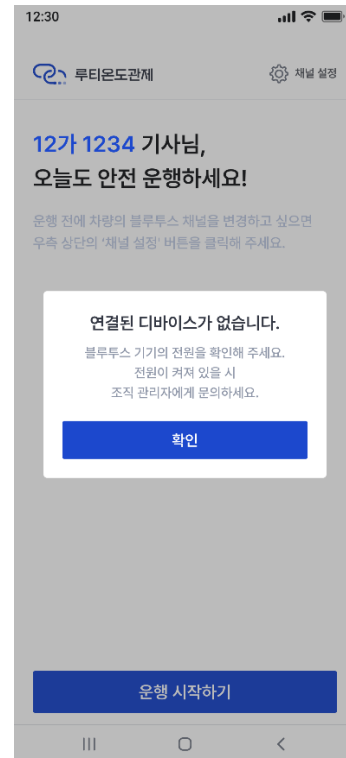 12:30
루티온도관제
채널 설정
12가 1234 기사님,
오늘도 안전 운행하세요!
운행 전에 차량의 블루투스 채널을 변경하고 싶으면
우측 상단의 '채널 설정' 버튼을 클릭해 주세요.
연결된 디바이스가 없습니다.
블루투스 기기의 전원을 확인해 주세요.
전원이 켜져 있을 시
조직 관리자에게 문의하세요.
확인
운행 시작하기